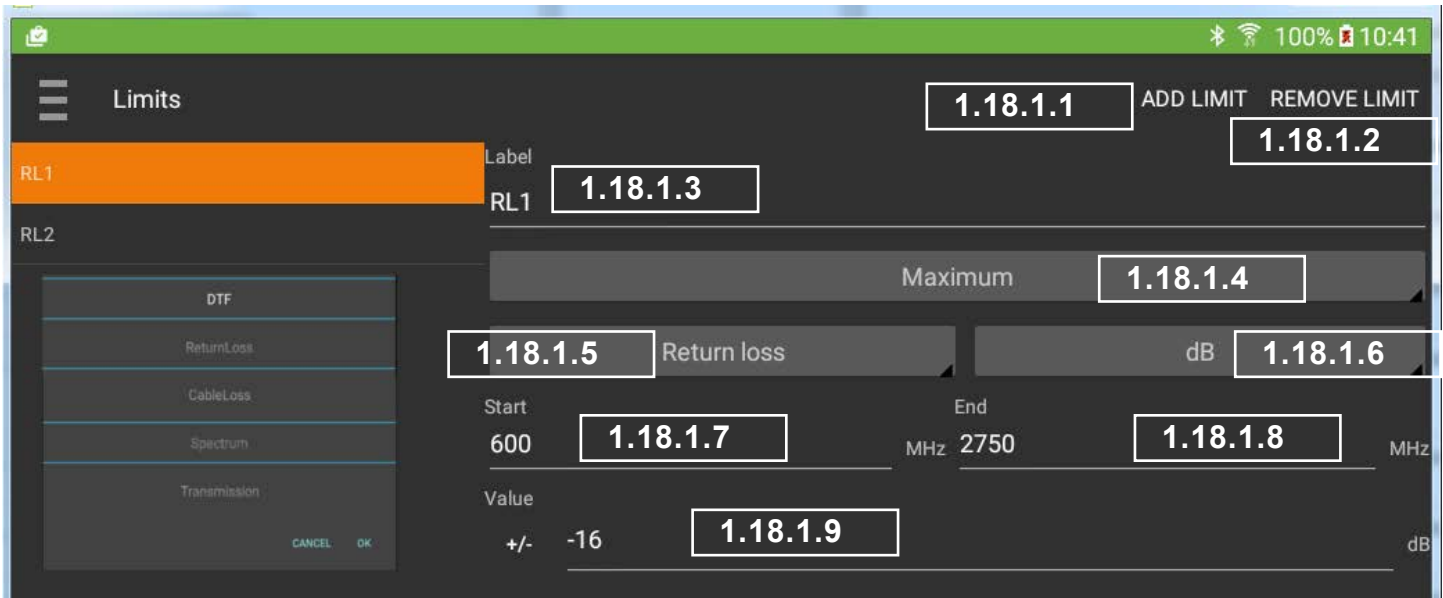 100% 10:41
Limits
1.18.1.1
ADD LIMIT REMOVE LIMIT
1.18.1.2
RL1
Label
RL1
1.18.1.3
RL2
Maximum
1.18.1.4
1.18.1.5
Return loss
dB
1.18.1.6
DTF
ReturnLoss
CableLoss
Spectrum
Transmission
CANCEL OK
Start
600
1.18.1.7
MHz
End
2750
1.18.1.8
MHz
Value
+/- -16
1.18.1.9
dB